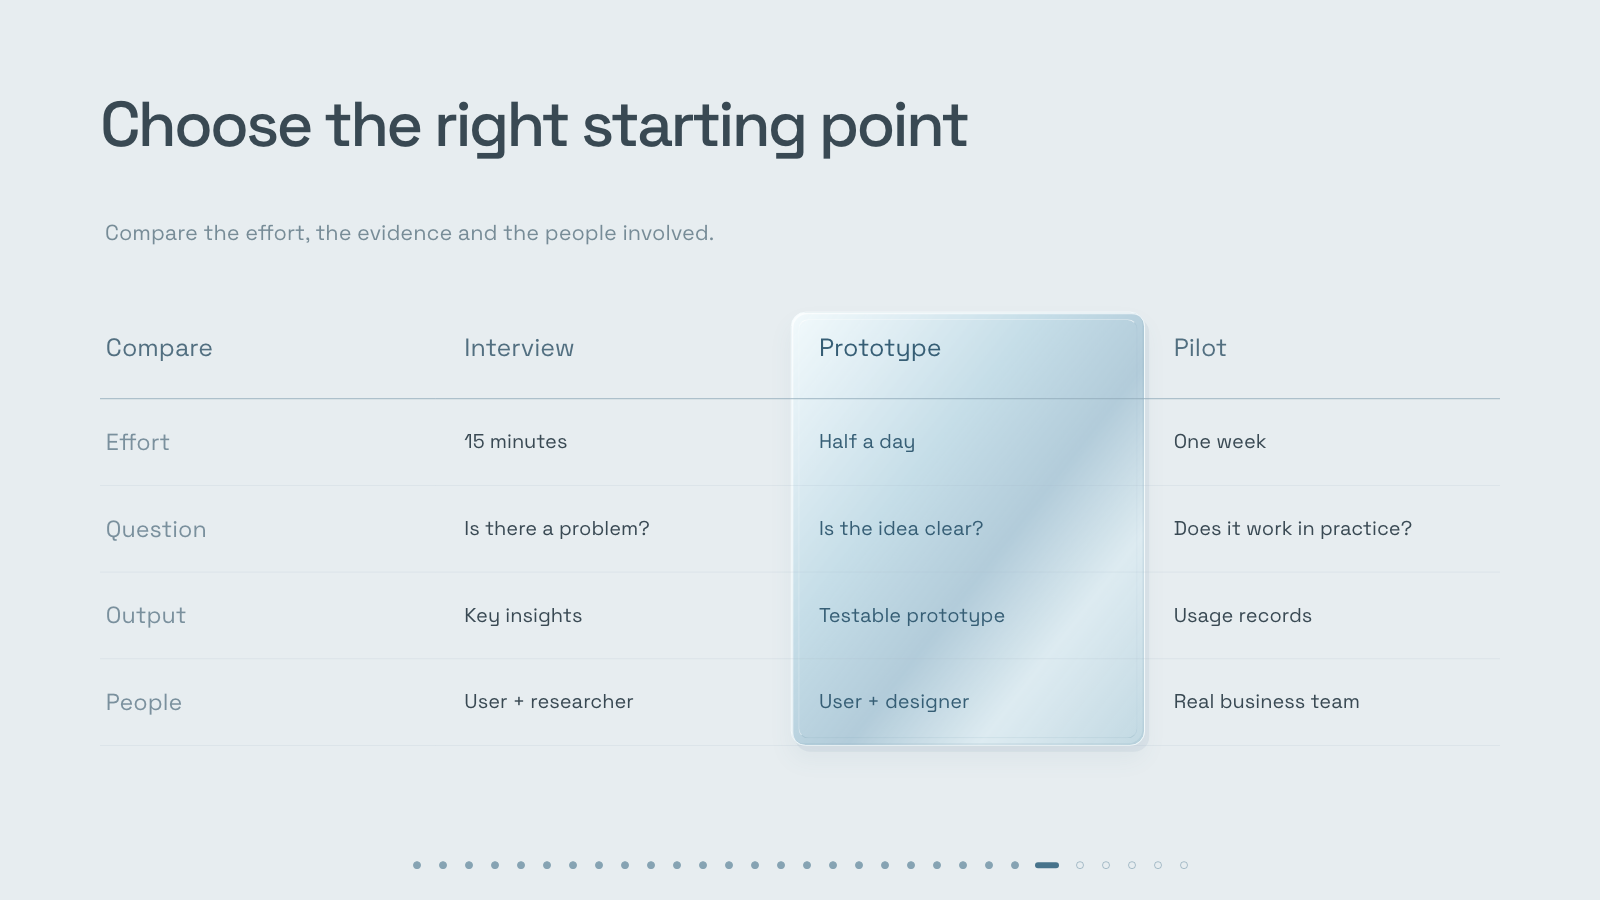 Choose the right starting point
Compare the effort, the evidence and the people involved.
Compare Interview Prototype Pilot
Effort 15 minutes Half a day One week
Question Is there a problem? Is the idea clear? Does it work in practice?
Output Key insights Testable prototype Usage records
People User + researcher User + designer Real business team